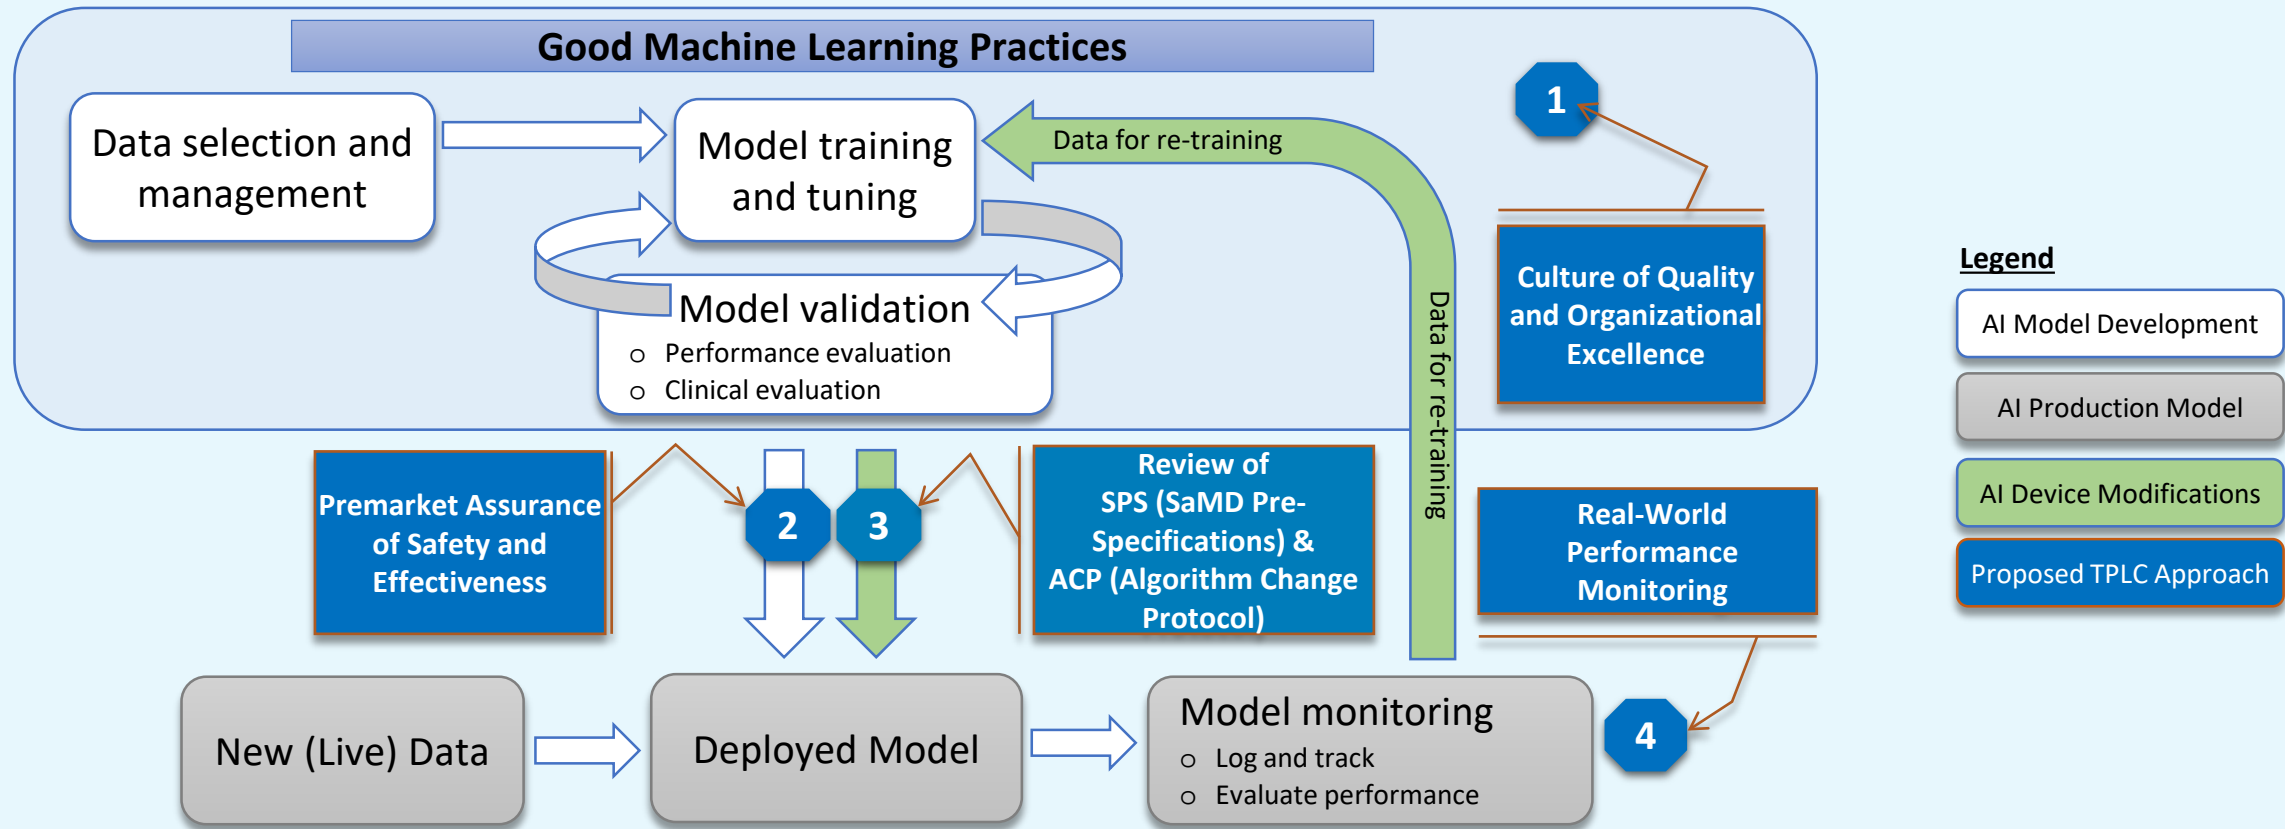 Good Machine Learning Practices
Data selection and
management
Model training
and tuning
Data for re-training
1
Model validation
o Performance evaluation
o Clinical evaluation
Data for re-training
Culture of Quality
and Organizational
Excellence
Legend
AI Model Development
AI Production Model
AI Device Modifications
Proposed TPLC Approach
Premarket Assurance
of Safety and
Effectiveness
2
3
Review of
SPS (SaMD Pre-
Specifications) &
ACP (Algorithm Change
Protocol)
Real-World
Performance
Monitoring
New (Live) Data
Deployed Model
Model monitoring
o Log and track
o Evaluate performance
4